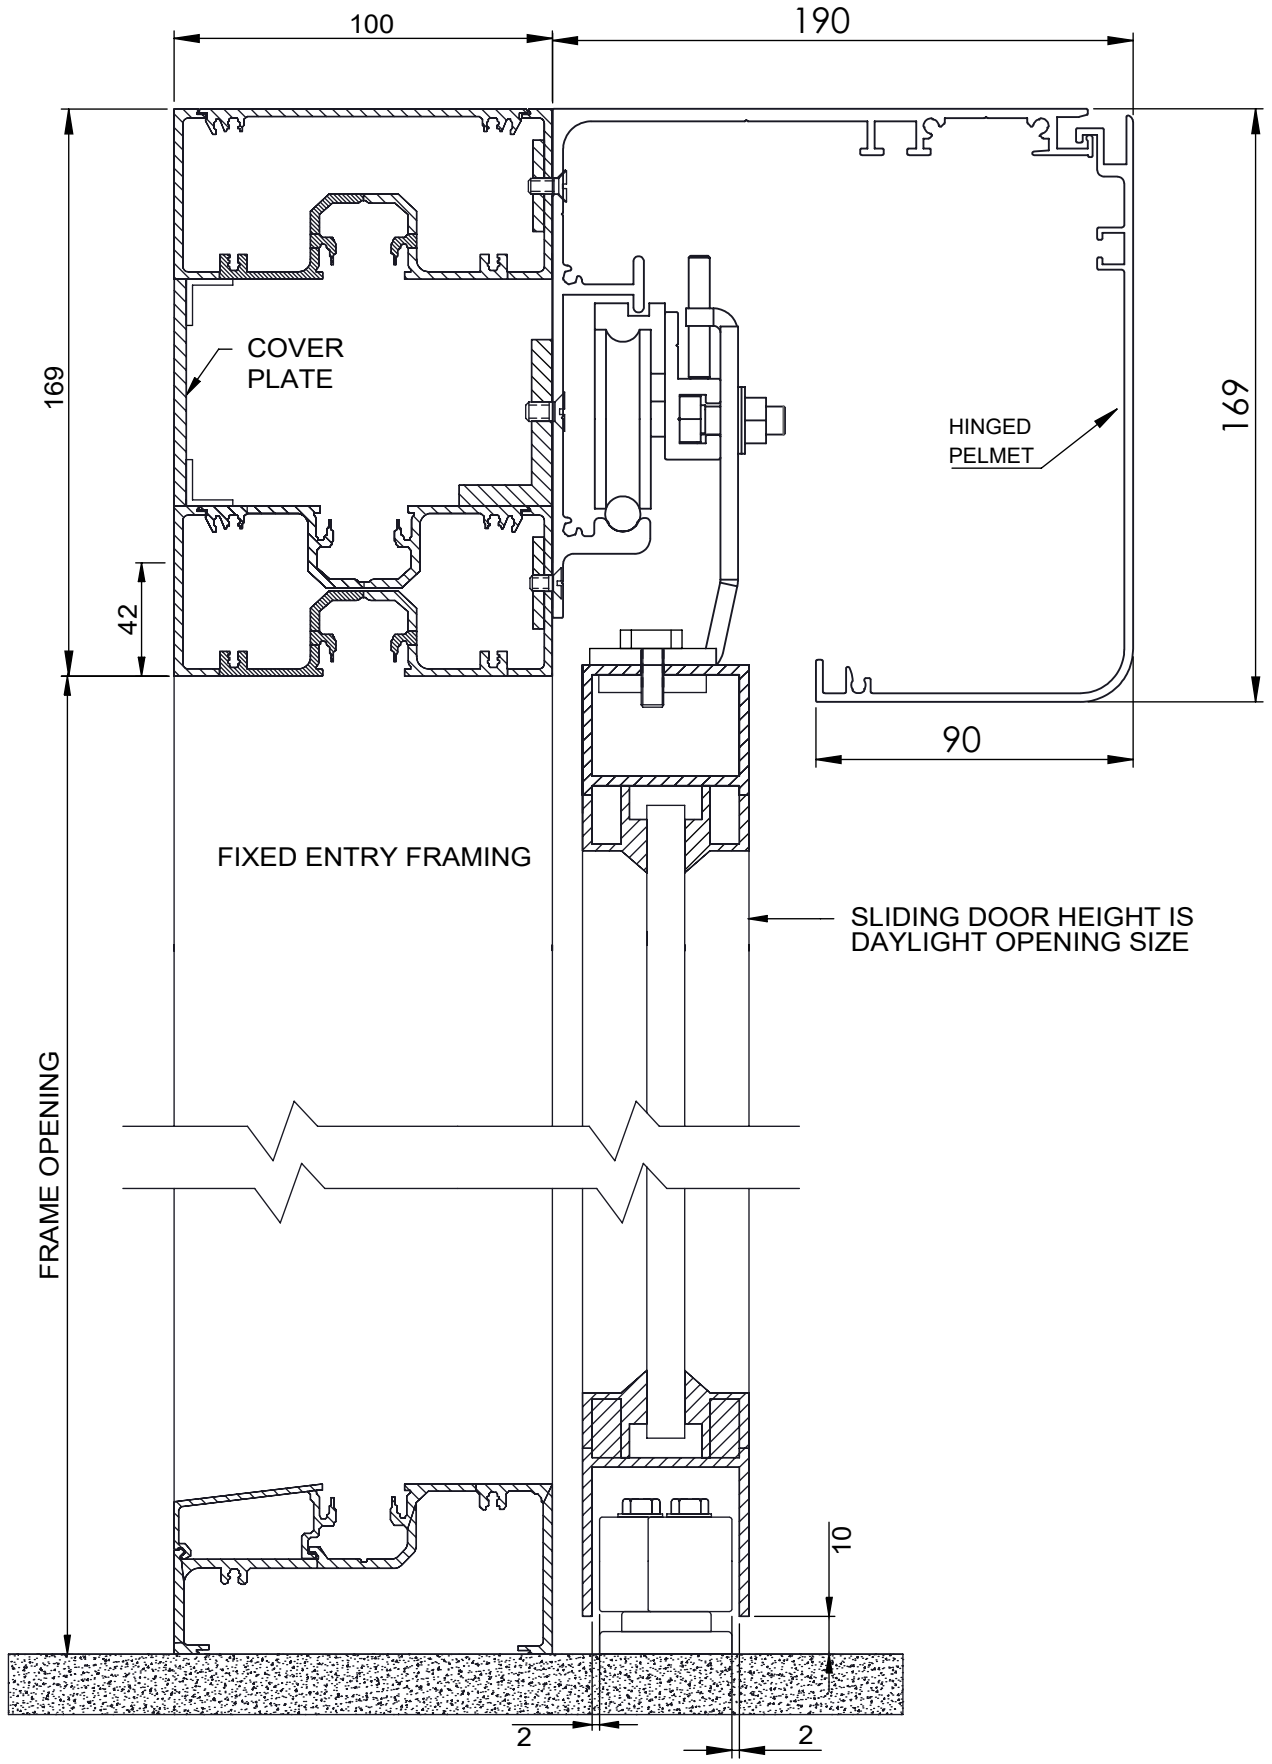 100
190
169
COVER
PLATE
HINGED
PELMET
169
42
90
FIXED ENTRY FRAMING
SLIDING DOOR HEIGHT IS
DAYLIGHT OPENING SIZE
FRAME OPENING
10
2
2